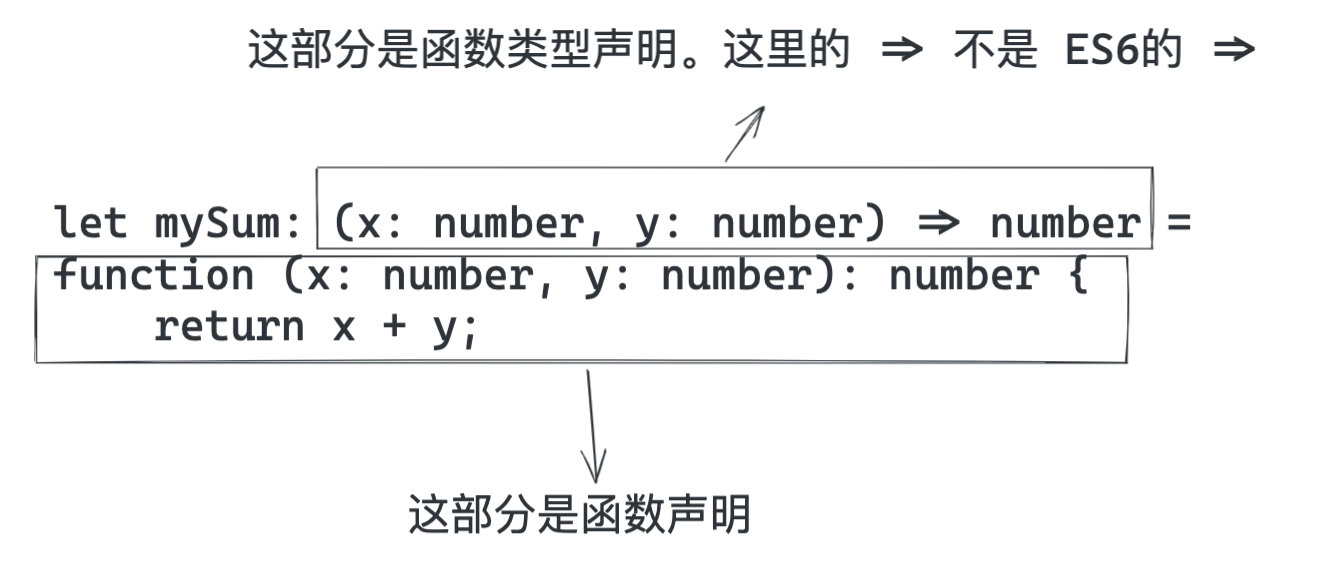 这部分是函数类型声明。这里的 => 不是 ES6的 =>
let mySum: (x: number, y: number) => number =
function (x: number, y: number): number {
    return x + y;
这部分是函数声明